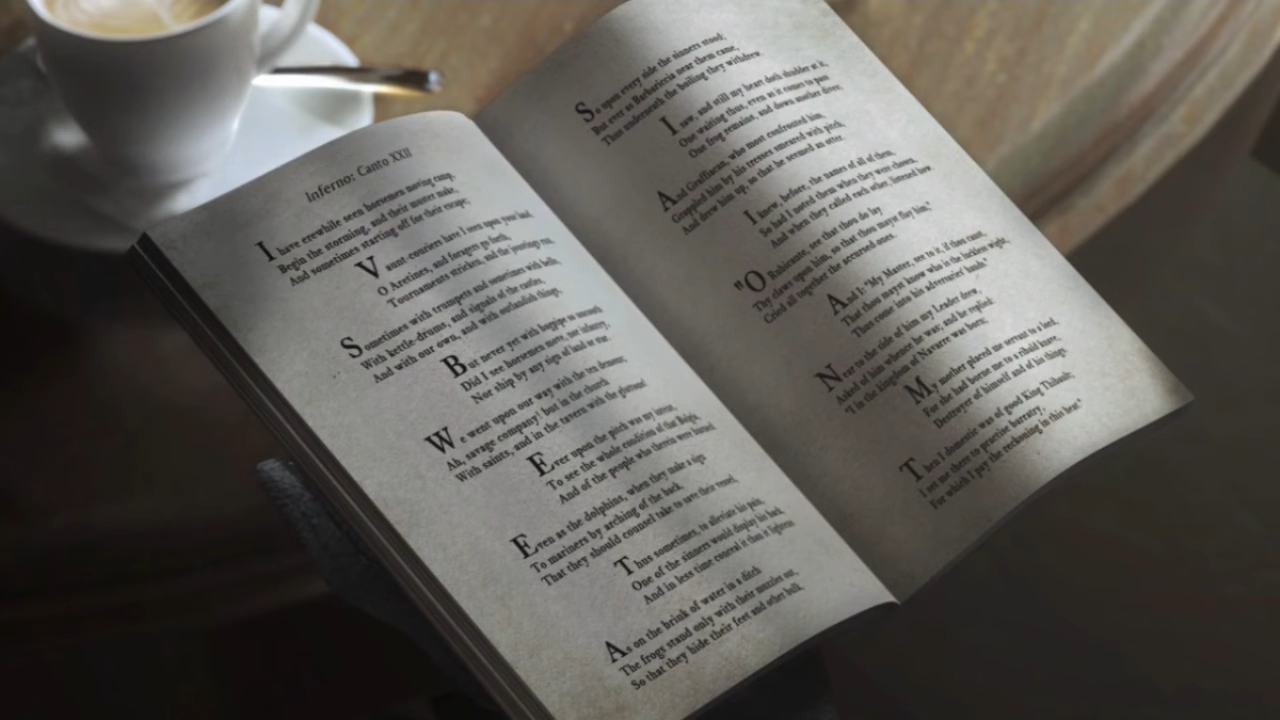 Inferno: Canto XXII
I have erewhile seen horsemen moving camp,
Begin the storming, and their muster make,
And sometimes starting off for their escape;
Vaunt-couriers have I seen upon your land,
O Aretines, and foragers go forth,
Tournaments stricken, and the joustings run,
Sometimes with trumpets and sometimes with bells,
With kettle-drums, and signals of the castles,
And with our own, and with outlandish things,
But never yet with bagpipe so uncouth
Did I see horsemen move, nor infantry,
Nor ship by any sign of land or star.
We went upon our way with the ten demons;
Ah, savage company! but in the church
With saints, and in the tavern with the gluttons!
Ever upon the pitch was my intent,
To see the whole condition of that Bolgia,
And of the people who therein were burned.
Even as the dolphins, when they make a sign
To mariners by arching of the back,
That they should counsel take to save their vessel,
Thus sometimes, to alleviate his pain,
One of the sinners would display his back,
And in less time conceal it than it lightens.
As on the brink of water in a ditch
The frogs stand only with their muzzles out,
So that they hide their feet and other bulk,
So upon every side the sinners stood;
But ever as Barbariccia near them came,
Thus underneath the boiling they withdrew.
I saw, and still my heart doth shudder at it,
One waiting thus, even as it comes to pass
One frog remains, and down another dives;
And Graffiacan, who most confronted him,
Grappled him by his tresses smeared with pitch,
And drew him up, so that he seemed an otter.
I knew, before, the names of all of them,
So had I noted them when they were chosen,
And when they called each other, listened how.
"O Rubicante, see that thou do lay
Thy claws upon him, so that thou mayst flay him,"
Cried all together the accursed ones.
And I: "My Master, see to it, if thou canst,
That thou mayst know who is the luckless wight,
Thus come into his adversaries' hands."
Near to the side of him my Leader drew,
Asked of him whence he was; and he replied:
"I in the kingdom of Navarre was born;
My mother placed me servant to a lord,
For she had borne me to a ribald knave,
Destroyer of himself and of his things.
Then I domestic was of good King Thibault;
I set me there to practise barratry,
For which I pay the reckoning in this heat."